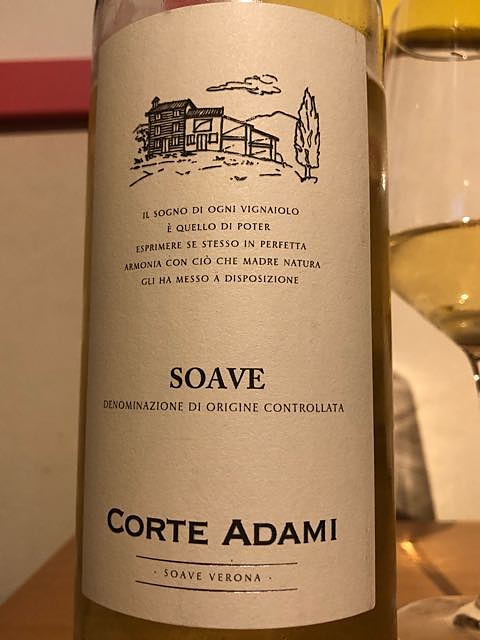 IL SOGNO DI OGNI VIGNAIOLO
È QUELLO DI POTER
ESPRIMERE SE STESSO IN PERFETTA
ARMONIA CON CIÒ CHE MADRE NATURA
GLI HA MESSO A DISPOSIZIONE
SOAVE
DENOMINAZIONE DI ORIGINE CONTROLLATA
CORTE ADAMI
· SOAVE VERONA ·